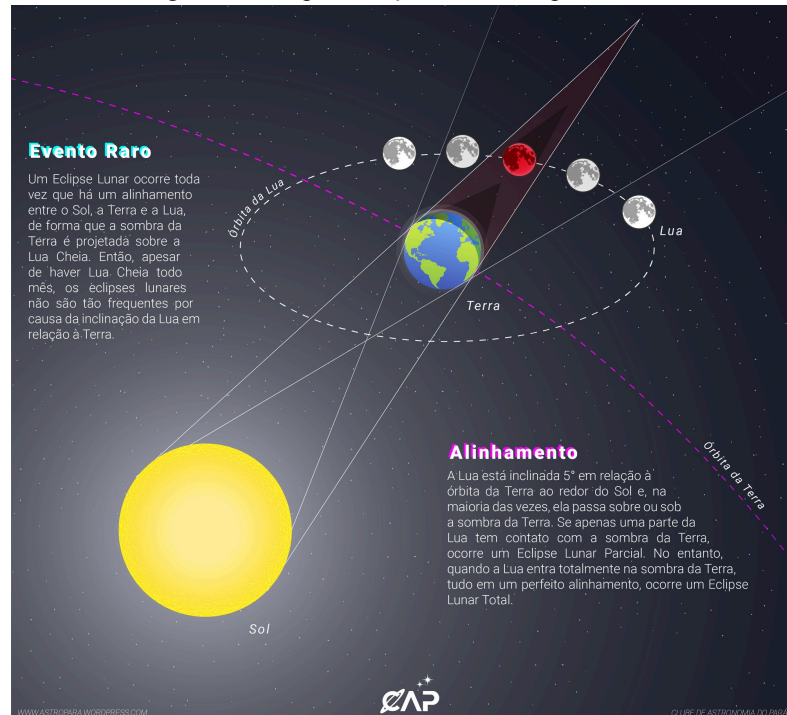 Evento Raro
Um Eclipse Lunar ocorre toda
vez que há um alinhamento
entre o Sol, a Terra e a Lua,
de forma que a sombra da
Terra é projetada sobre a
Lua Cheia. Então, apesar
de haver Lua Cheia todo
mês, os eclipses lunares
não são tão frequentes por
causa da inclinação da Lua em
relação à Terra.
Órbita da Lua
Lua
Terra
Órbita da Terra
Alinhamento
A Lua está inclinada 5° em relação à
órbita da Terra ao redor do Sol e, na
maioria das vezes, ela passa sobre ou sob
a sombra da Terra. Se apenas uma parte da
Lua tem contato com a sombra da Terra,
ocorre um Eclipse Lunar Parcial. No entanto,
quando a Lua entra totalmente na sombra da Terra,
tudo em um perfeito alinhamento, ocorre um Eclipse
Lunar Total.
Sol
CAP
WWW.ASTROPARA.WORDPRESS.COM
CLUBE DE ASTRONOMIA DO PARÁ